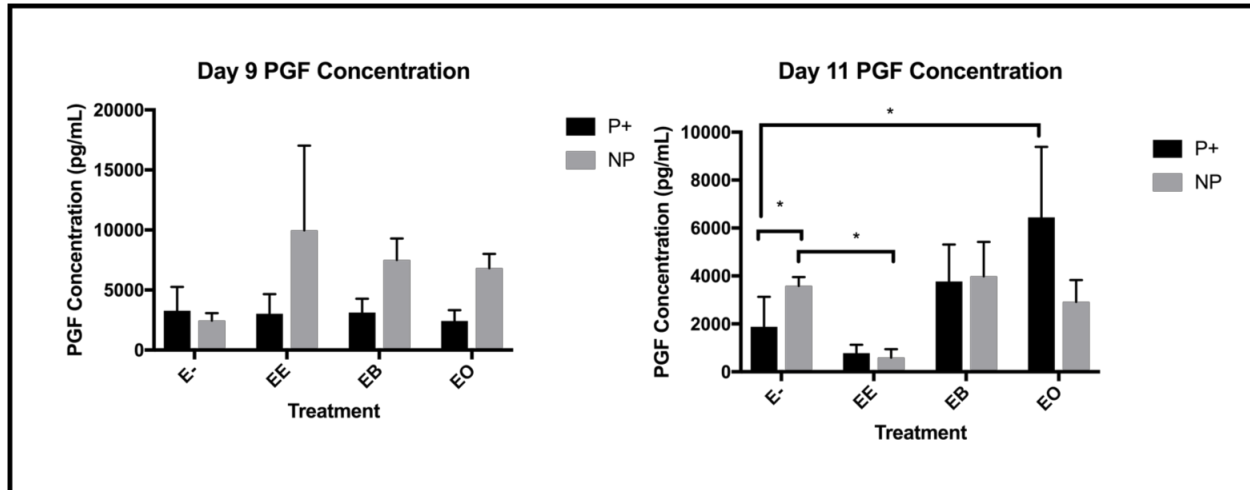 Day 9 PGF Concentration
PGF Concentration (pg/mL)
20000
15000
10000
5000
0
E-
EE
EB
EO
Treatment
P+
NP
Day 11 PGF Concentration
PGF Concentration (pg/mL)
10000
8000
6000
4000
2000
0
*
*
*
E-
EE
EB
EO
Treatment
P+
NP